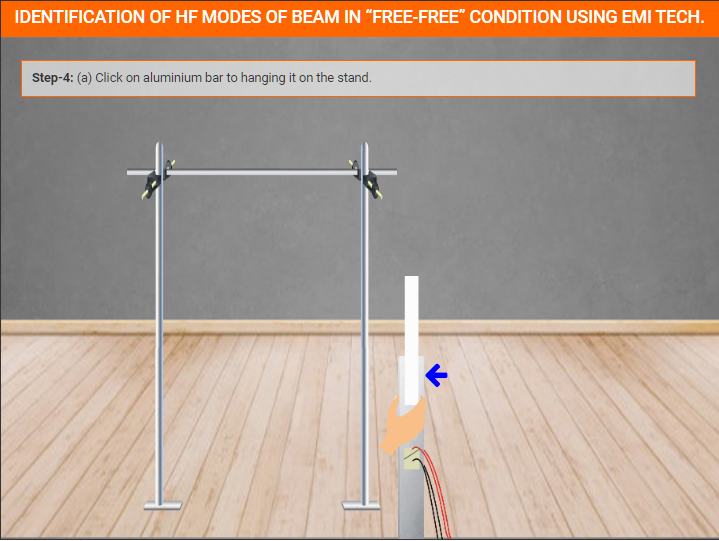 IDENTIFICATION OF HF MODES OF BEAM IN “FREE-FREE” CONDITION USING EMI TECH.
Step-4: (a) Click on aluminium bar to hanging it on the stand.